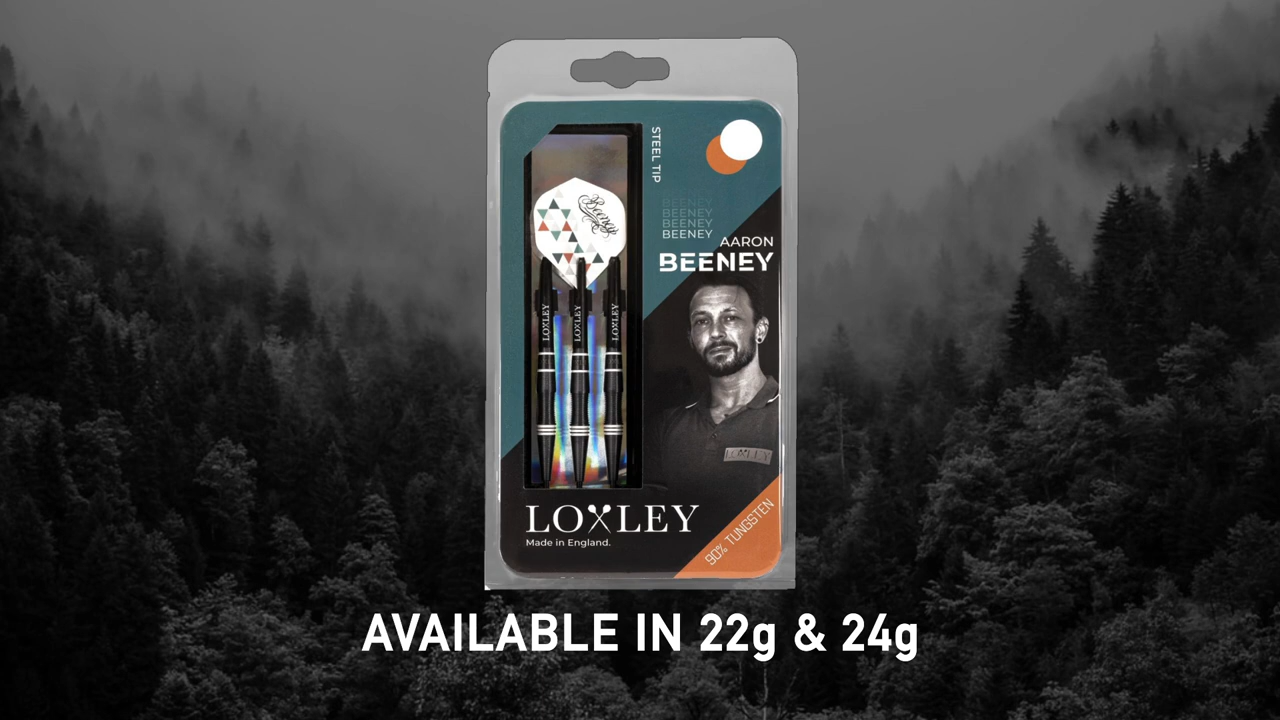 STEEL TIP
BEENEY
BEENEY
BEENEY
BEENEY
AARON
BEENEY
Beeney
LOXLEY
LOXLEY
LOXLEY
LOXLEY
LOXLEY
Made in England.
90% TUNGSTEN
AVAILABLE IN 22g & 24g